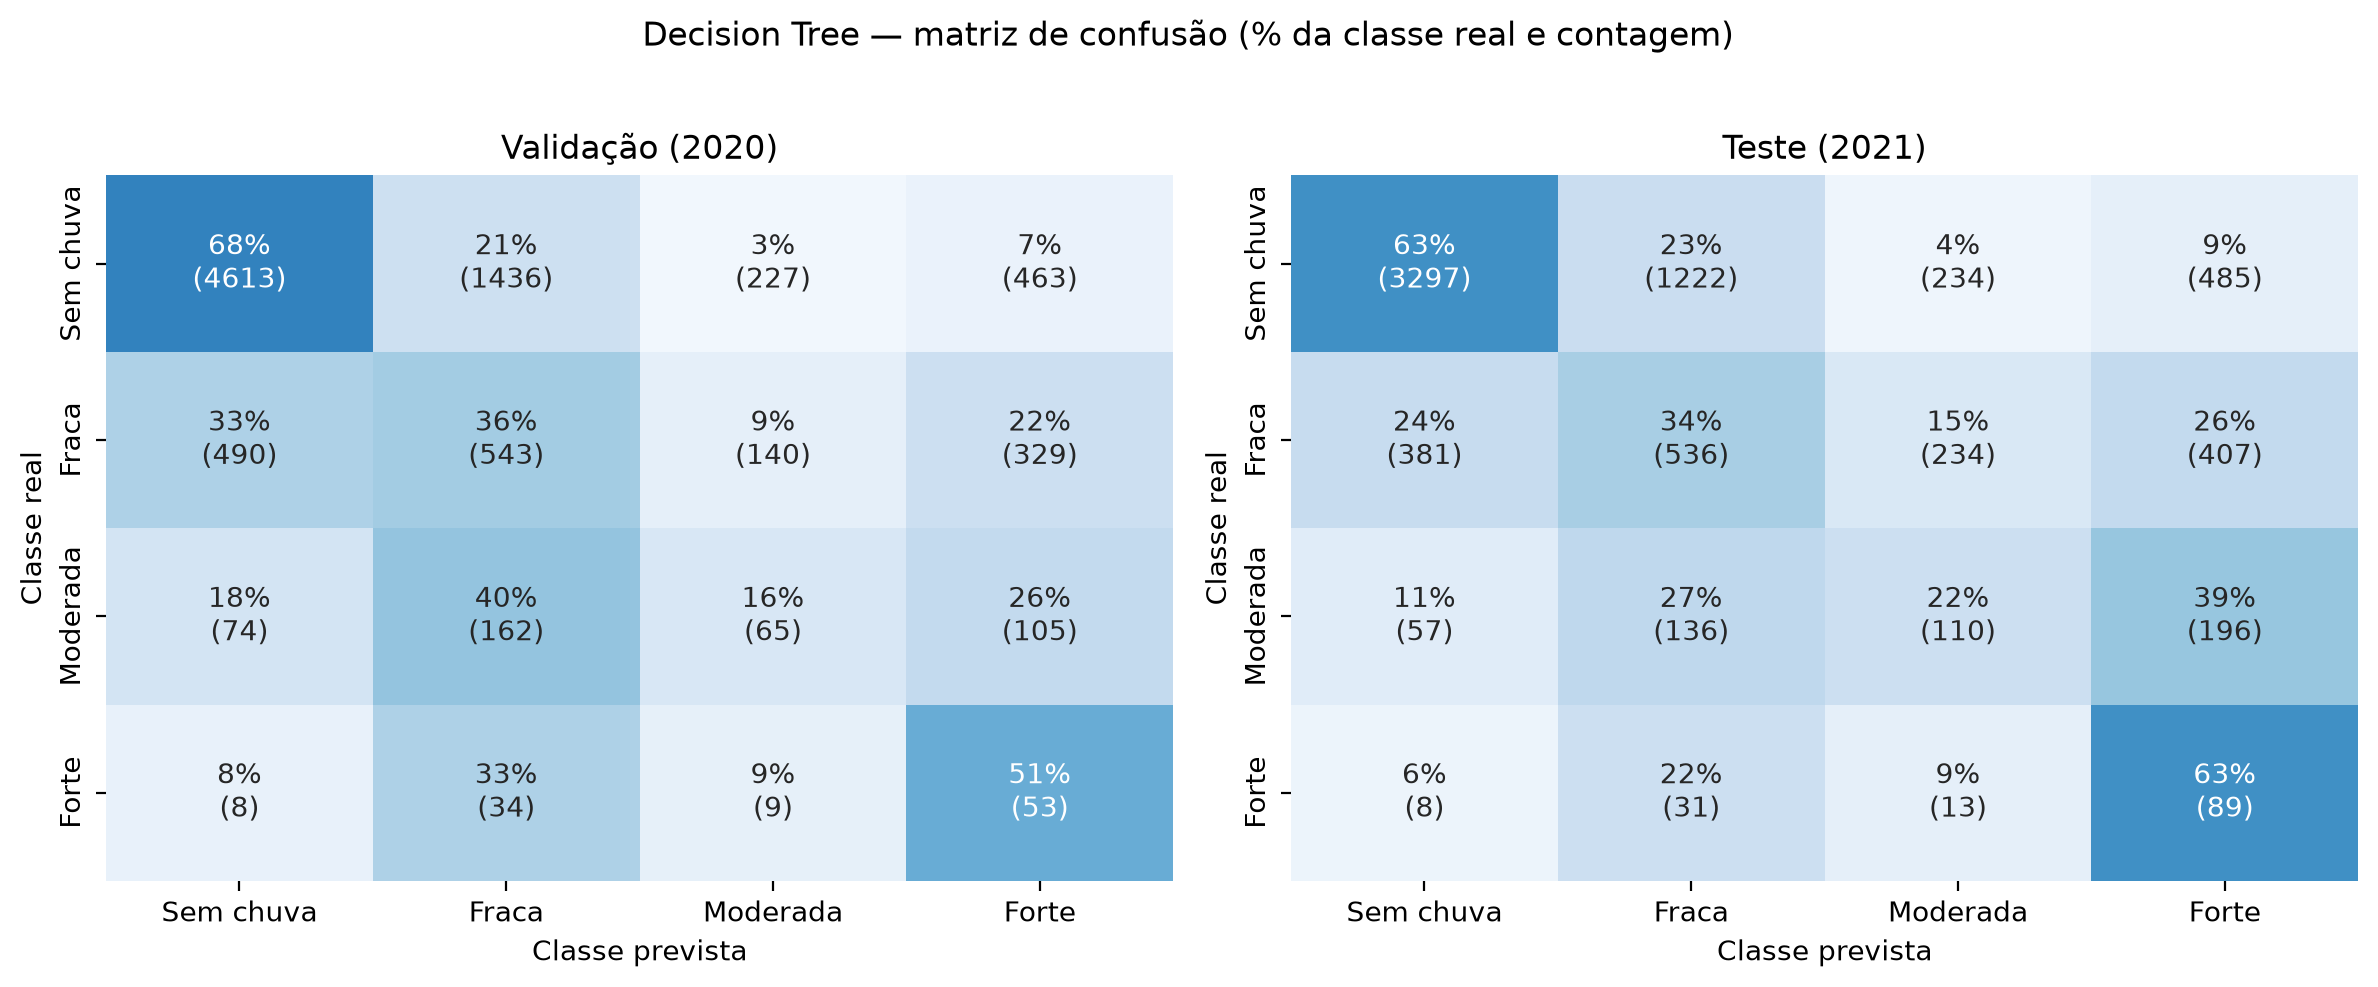 Decision Tree — matriz de confusão (% da classe real e contagem)
Validação (2020)
Classe real
Sem chuva
68%
(4613)
21%
(1436)
3%
(227)
7%
(463)
Fraca
33%
(490)
36%
(543)
9%
(140)
22%
(329)
Moderada
18%
(74)
40%
(162)
16%
(65)
26%
(105)
Forte
8%
(8)
33%
(34)
9%
(9)
51%
(53)
Sem chuva
Fraca
Moderada
Forte
Classe prevista
Teste (2021)
Classe real
Sem chuva
63%
(3297)
23%
(1222)
4%
(234)
9%
(485)
Fraca
24%
(381)
34%
(536)
15%
(234)
26%
(407)
Moderada
11%
(57)
27%
(136)
22%
(110)
39%
(196)
Forte
6%
(8)
22%
(31)
9%
(13)
63%
(89)
Sem chuva
Fraca
Moderada
Forte
Classe prevista